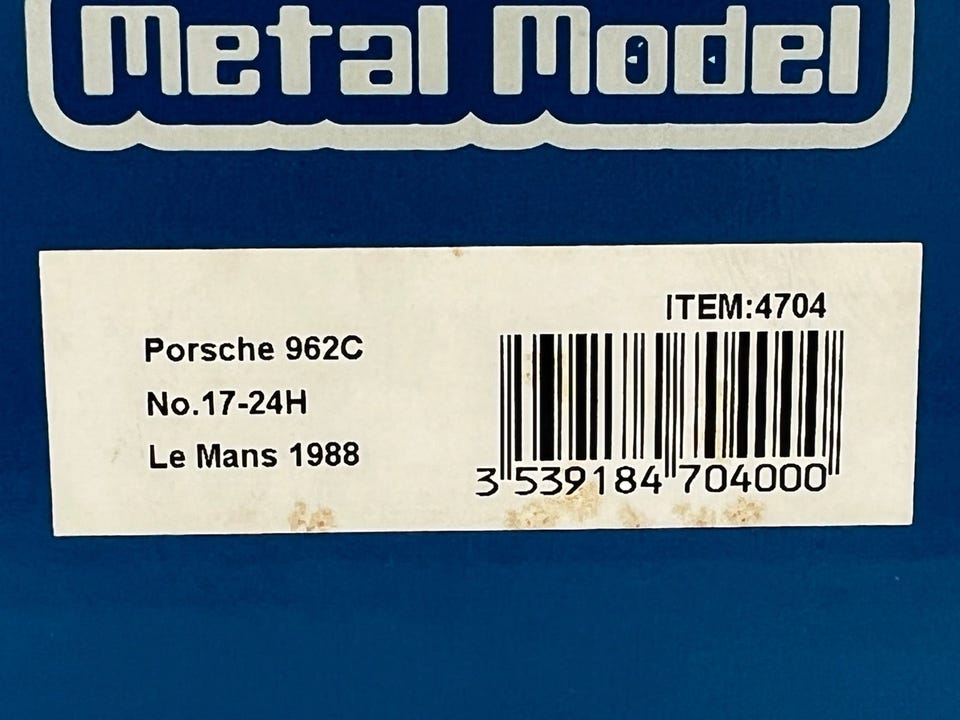 Metal Model
ITEM:4704
Porsche 962C
No.17-24H
Le Mans 1988
3 539184 704000